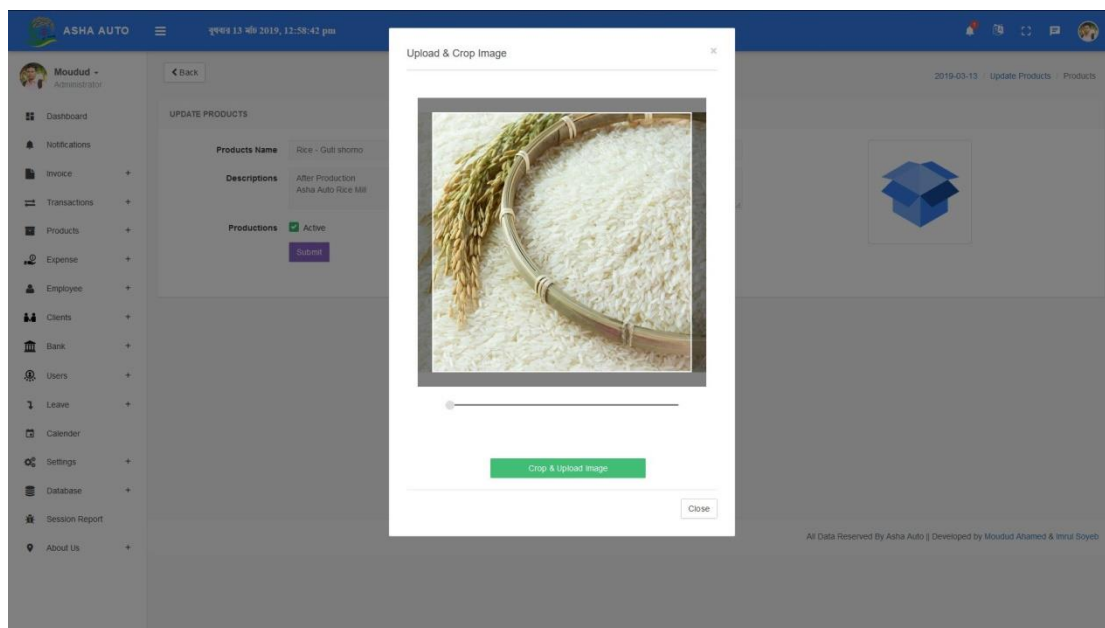 ASHA AUTO
বুধবার 13 মার্চ 2019, 12:58:42 pm
Upload & Crop Image
×
Moudud
Administrator
Back
2019-03-13 / Update Products / Products
Dashboard
UPDATE PRODUCTS
Notifications
Products Name Rice - Guti shorno
Invoice +
Descriptions After Production
Asha Auto Rice Mill
Transactions +
Products +
Productions Active
Submit
Expense +
Employee +
Clients +
Bank +
Users +
Leave +
Calender
Settings +
Crop & Upload Image
Database +
Session Report
Close
All Data Reserved By Asha Auto || Developed by Moudud Ahamed & Imrul Soyeb
About Us +